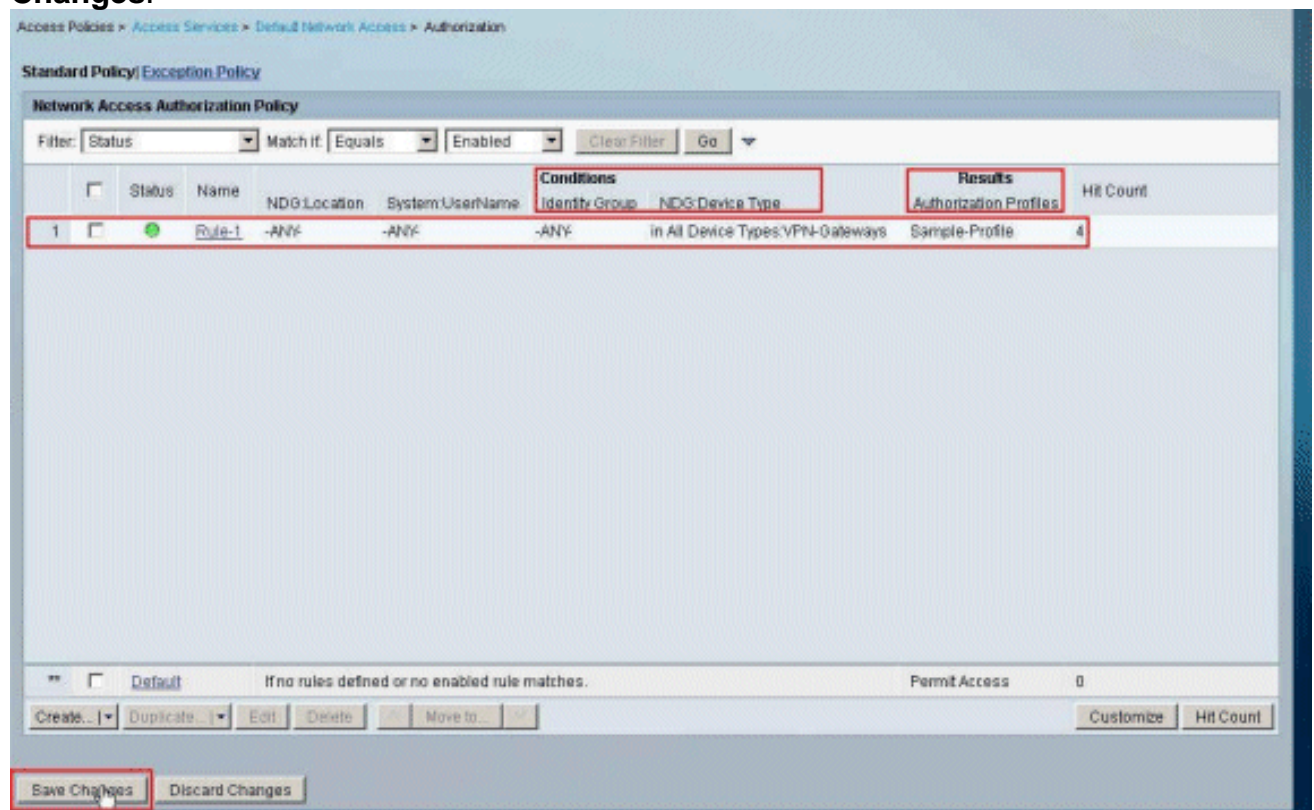 Changes.
Access Policies > Access Services > Default Network Access > Authorization
Standard Policy| Exception Policy
Network Access Authorization Policy
Filter: Status Match if: Equals Enabled Clear Filter Go
Status Name Conditions Results Hit Count
NDG:Location System:UserName Identity Group NDG:Device Type Authorization Profiles
1 Rule-1 -ANY- -ANY- -ANY- in All Device Types:VPN-Gateways Sample-Profile 4
** Default If no rules defined or no enabled rule matches. Permit Access 0
Create... Duplicate... Edit Delete Move to... Customize Hit Count
Save Changes Discard Changes